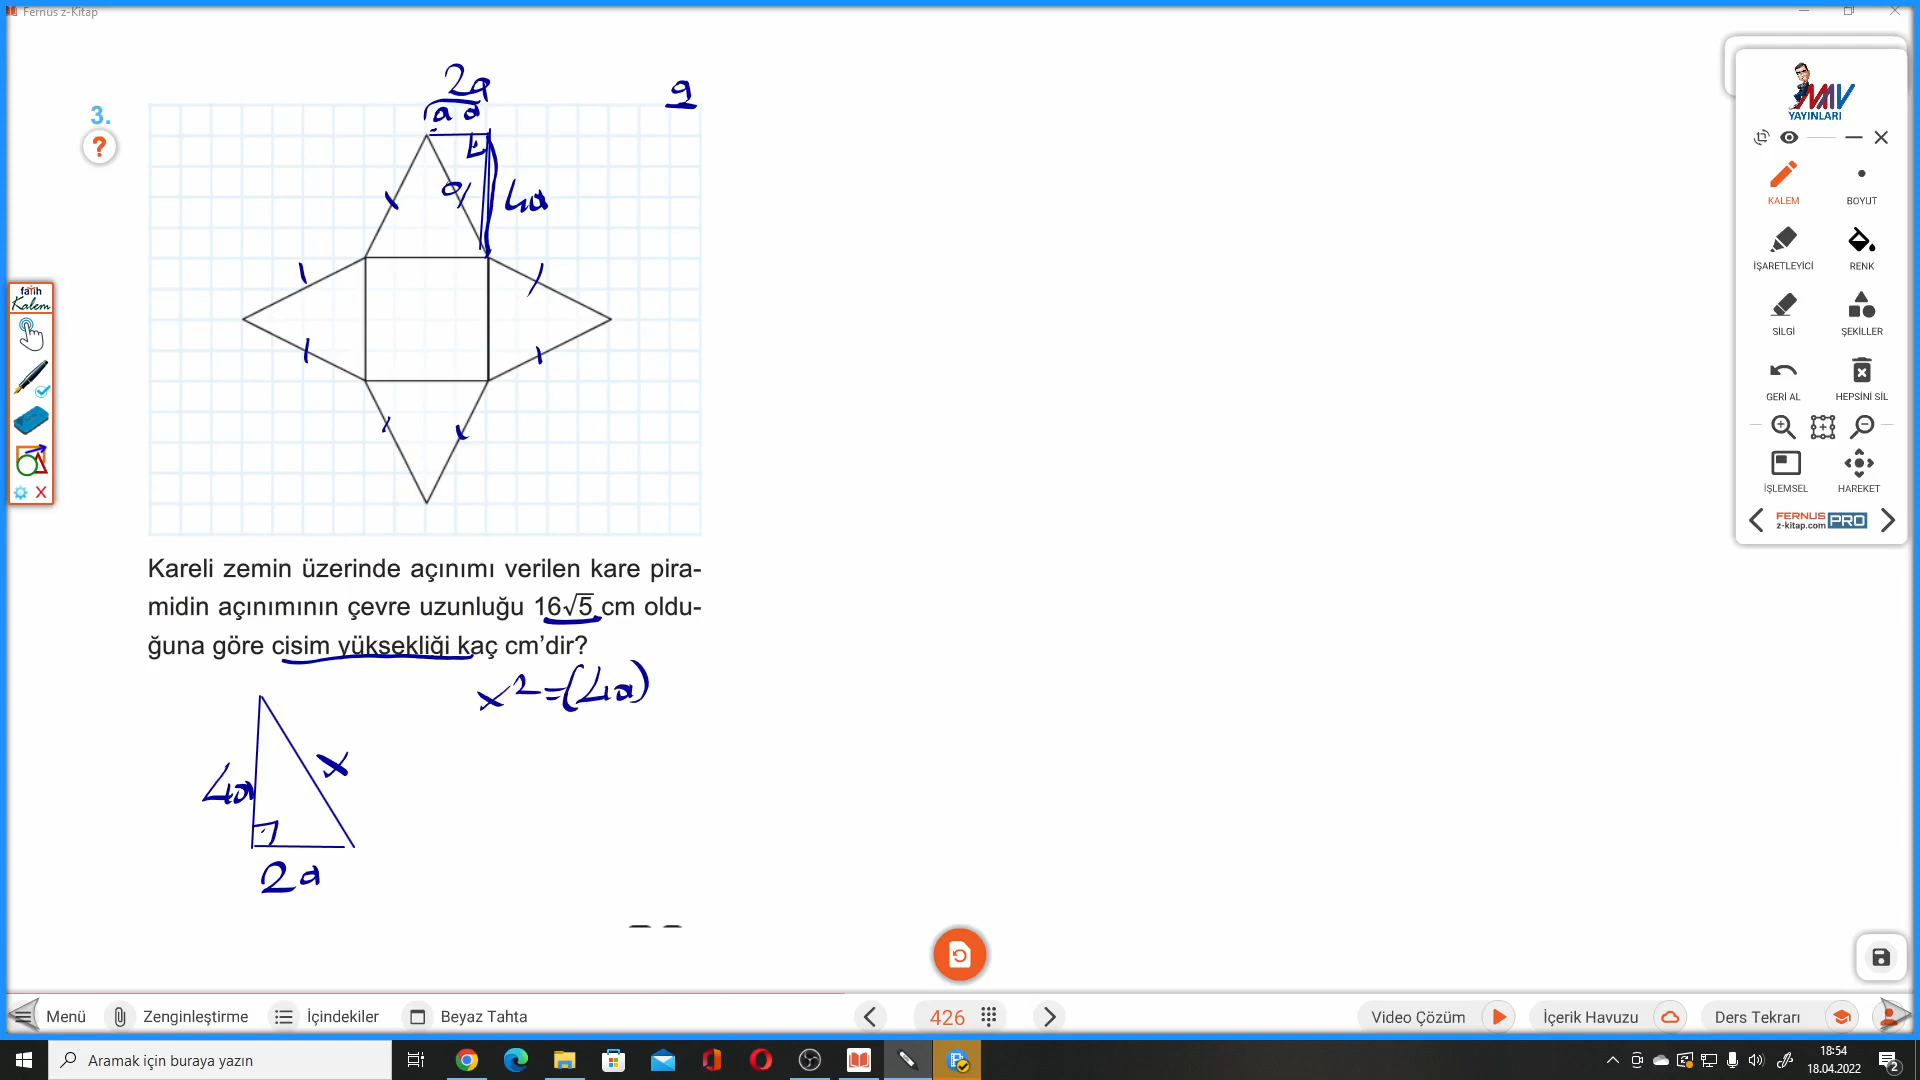 Fernus z-Kitap
2a
a a
9
3.
?
4a
Kareli zemin üzerinde açınımı verilen kare pira-
midin açınımının çevre uzunluğu 16√5 cm oldu-
ğuna göre cisim yüksekliği kaç cm'dir?
x²=(4a)
4a
x
2a
fatih
Kalem
X
MAV
YAYINLARI
KALEM
BOYUT
İŞARETLEYİCİ
RENK
SİLGİ
ŞEKİLLER
GERİ AL
HEPSİNİ SİL
İŞLEMSEL
HAREKET
FERNUS
z-kitap.com PRO
Menü
Zenginleştirme
İçindekiler
Beyaz Tahta
426
Video Çözüm
İçerik Havuzu
Ders Tekrarı
Aramak için buraya yazın
18:54
18.04.2022
2